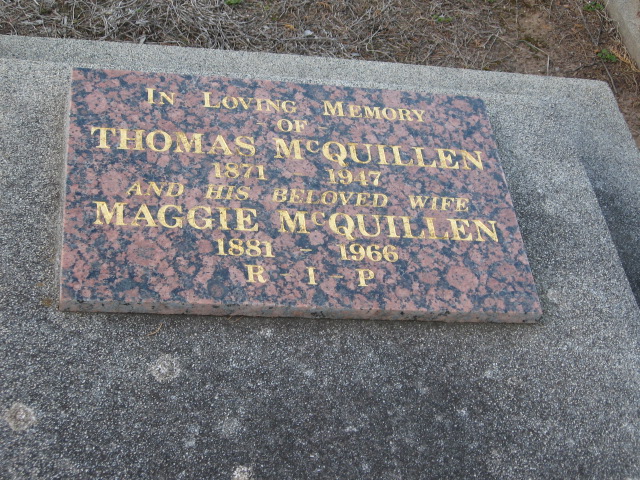 In Loving Memory
OF
THOMAS McQUILLEN
1871 - 1947
AND HIS BELOVED WIFE
MAGGIE McQUILLEN
1881 - 1966
R - I - P